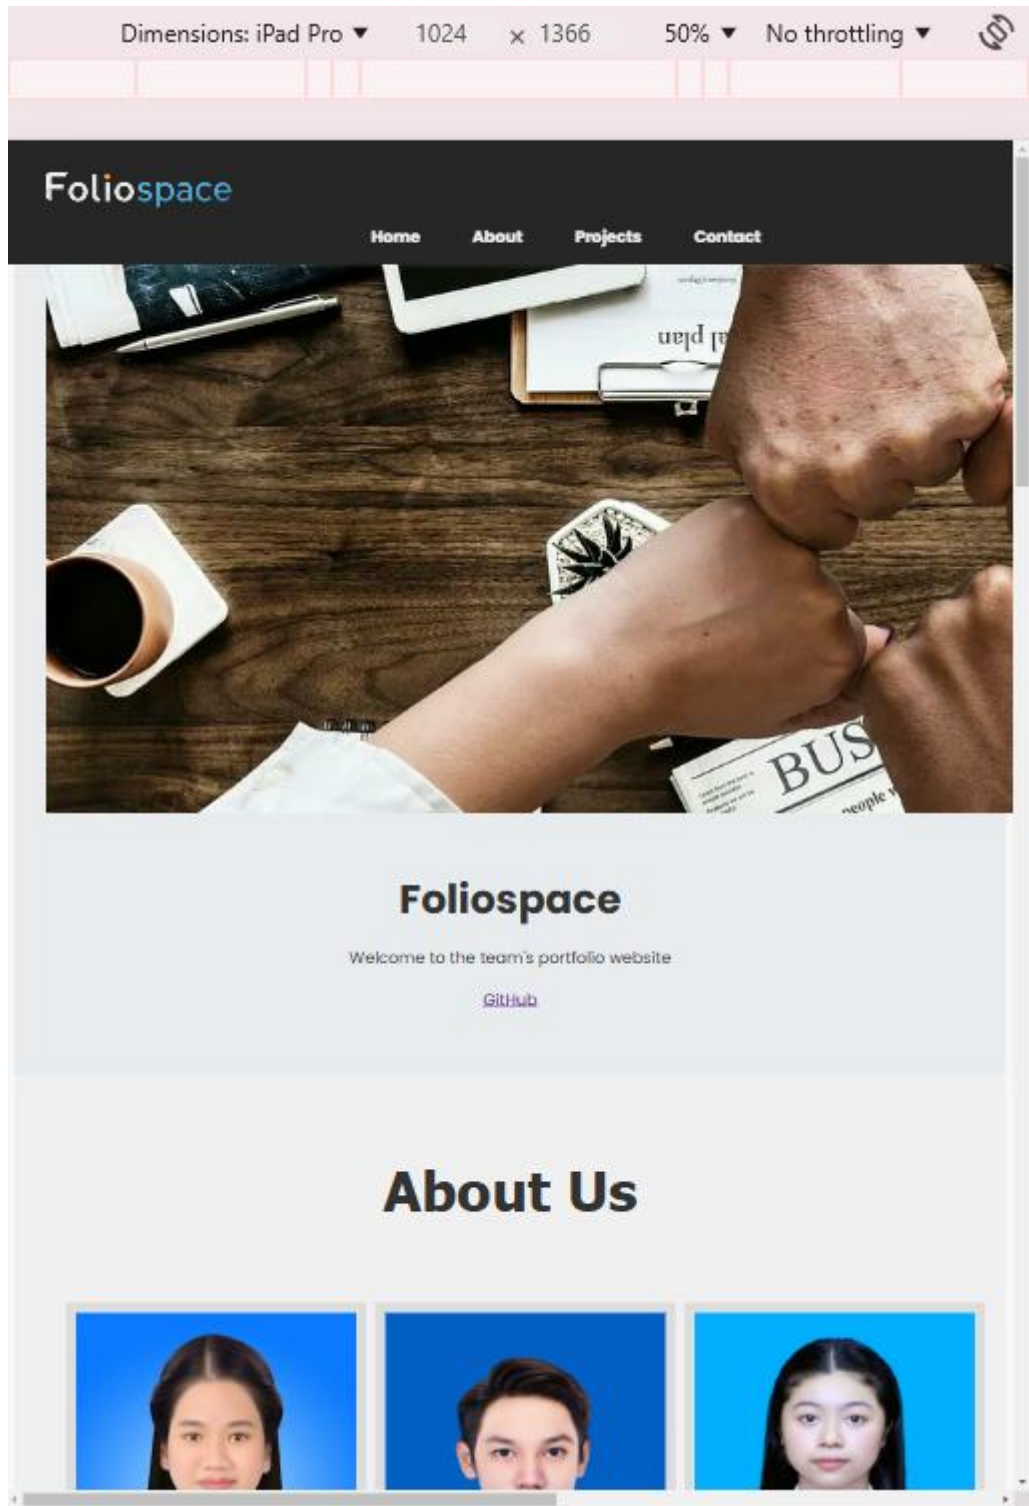 Dimensions: iPad Pro ▼ 1024 × 1366 50% ▼ No throttling ▼
Foliospace
Home About Projects Contact
al plan
BUS
people
Foliospace
Welcome to the team's portfolio website
GitHub
About Us